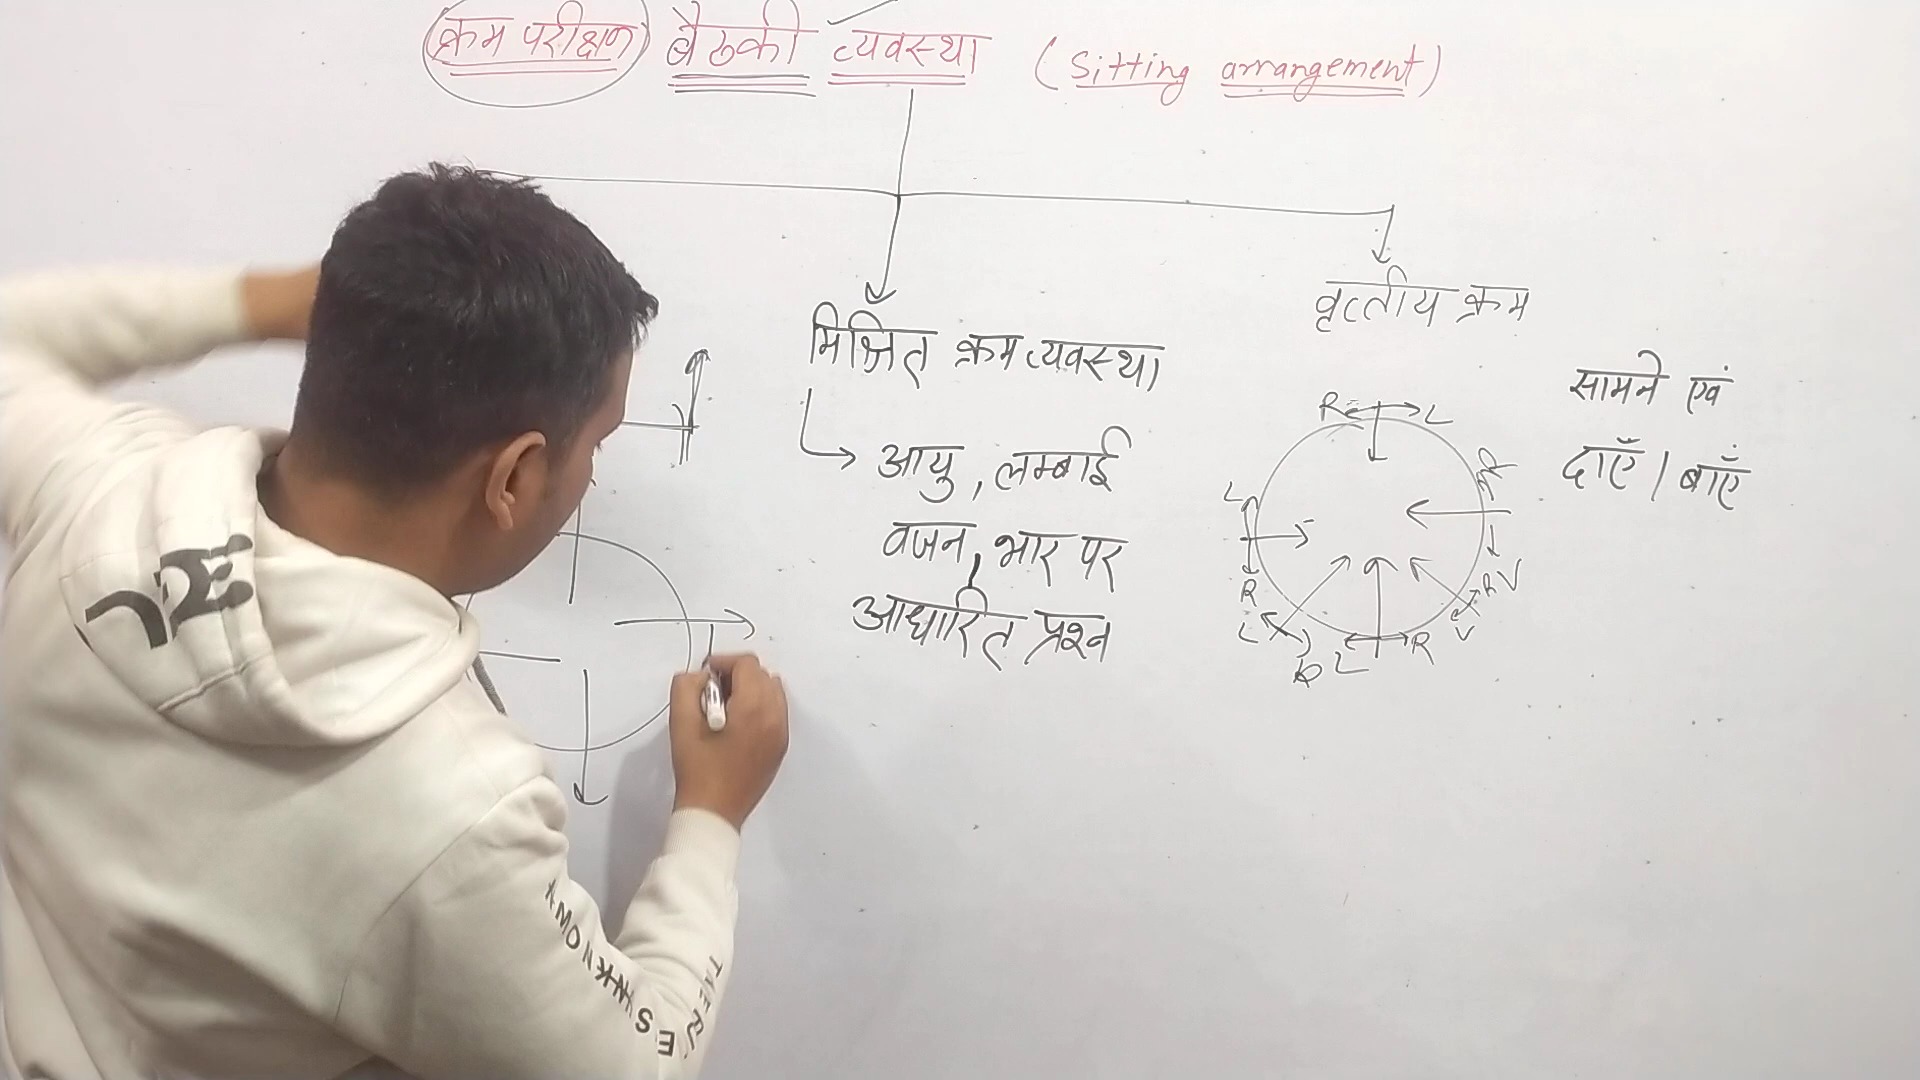 क्रम परीक्षण बैठकी व्यवस्था (Sitting arrangement)
मिश्रित क्रम व्यवस्था
आयु, लम्बाई
वजन, भार पर
आधारित प्रश्न
वृत्तीय क्रम
सामने एवं
दाएँ / बाएँ
R L
L
R
L
L R
R